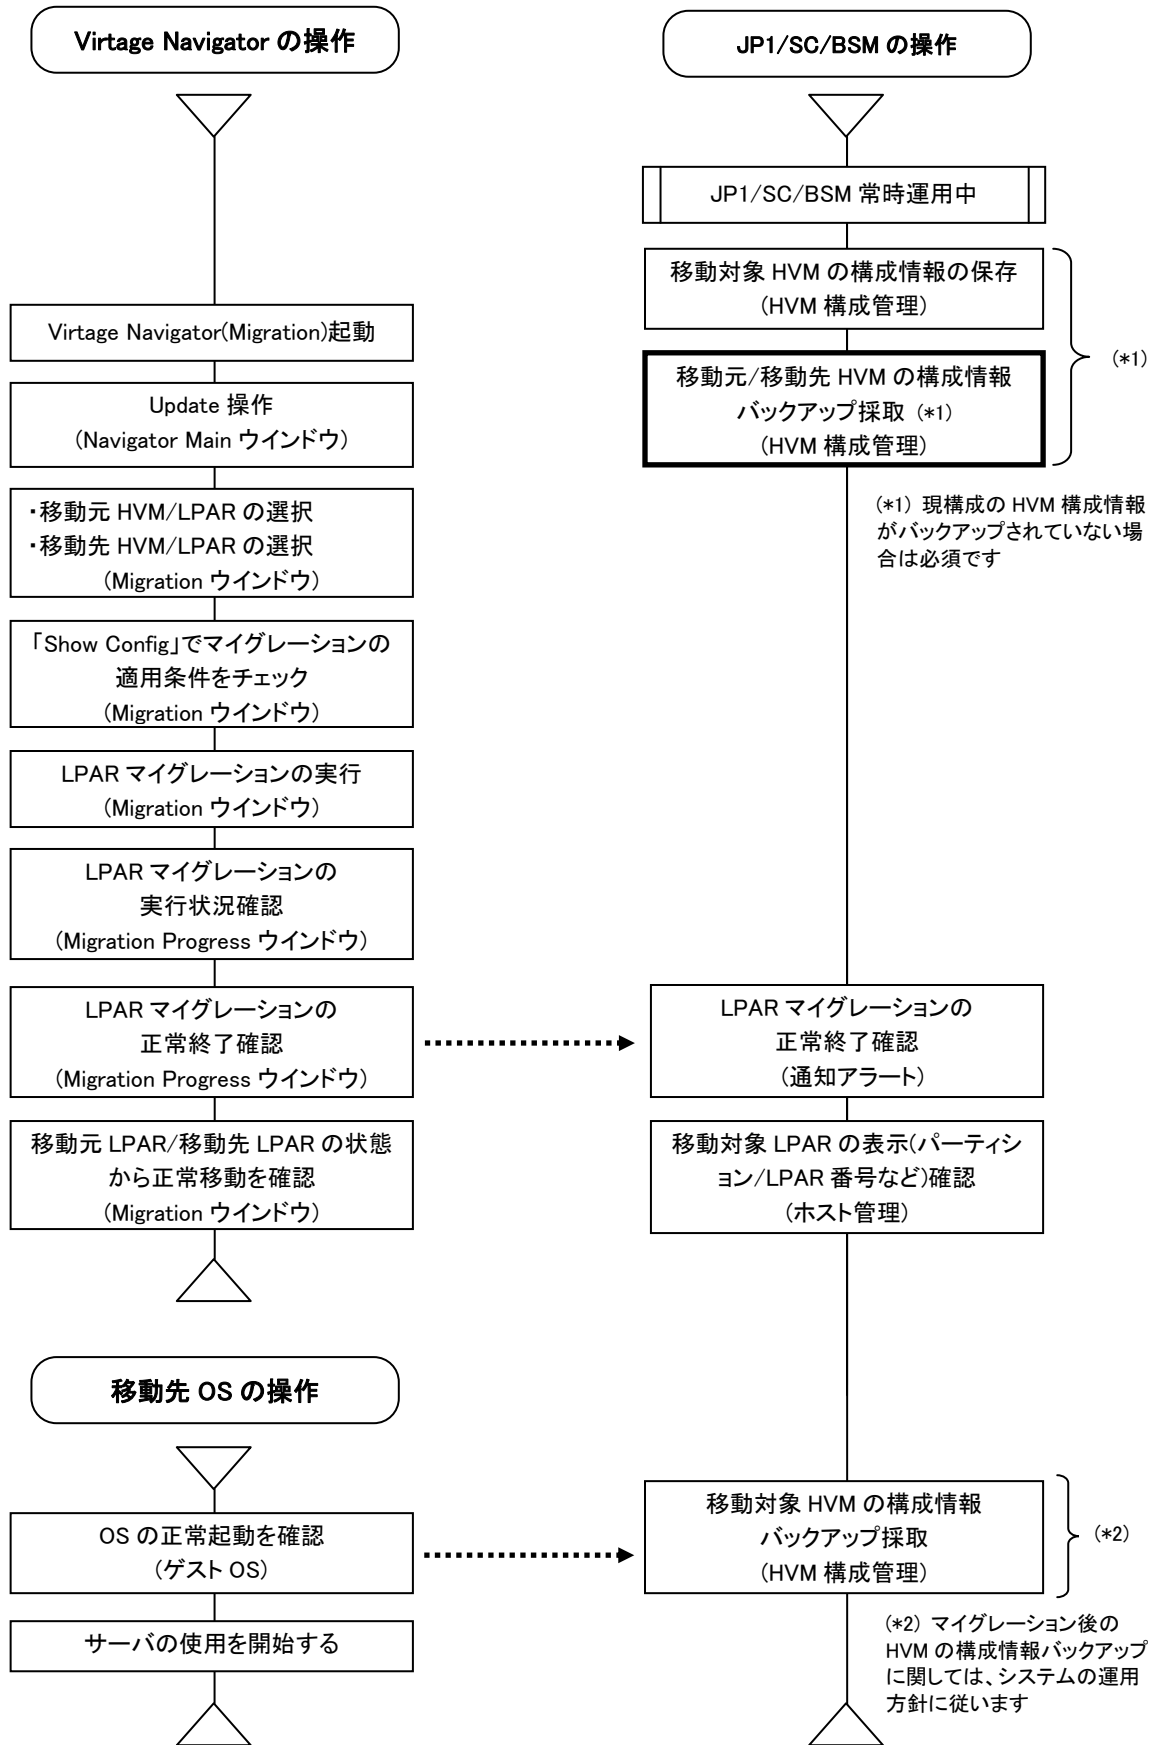 Virtage Navigator の操作
Virtage Navigator(Migration)起動
Update 操作
(Navigator Main ウインドウ)
・移動元 HVM/LPAR の選択
・移動先 HVM/LPAR の選択
(Migration ウインドウ)
「Show Config」でマイグレーションの
適用条件をチェック
(Migration ウインドウ)
LPAR マイグレーションの実行
(Migration ウインドウ)
LPAR マイグレーションの
実行状況確認
(Migration Progress ウインドウ)
LPAR マイグレーションの
正常終了確認
(Migration Progress ウインドウ)
移動元 LPAR/移動先 LPAR の状態
から正常移動を確認
(Migration ウインドウ)
移動先 OS の操作
OS の正常起動を確認
(ゲスト OS)
サーバの使用を開始する
JP1/SC/BSM の操作
JP1/SC/BSM 常時運用中
移動対象 HVM の構成情報の保存
(HVM 構成管理)
移動元/移動先 HVM の構成情報
バックアップ採取 (*1)
(HVM 構成管理)
(*1)
(*1) 現構成の HVM 構成情報
がバックアップされていない場
合は必須です
LPAR マイグレーションの
正常終了確認
(通知アラート)
移動対象 LPAR の表示(パーティシ
ョン/LPAR 番号など)確認
(ホスト管理)
移動対象 HVM の構成情報
バックアップ採取
(HVM 構成管理)
(*2)
(*2) マイグレーション後の
HVM の構成情報バックアップ
に関しては、システムの運用
方針に従います